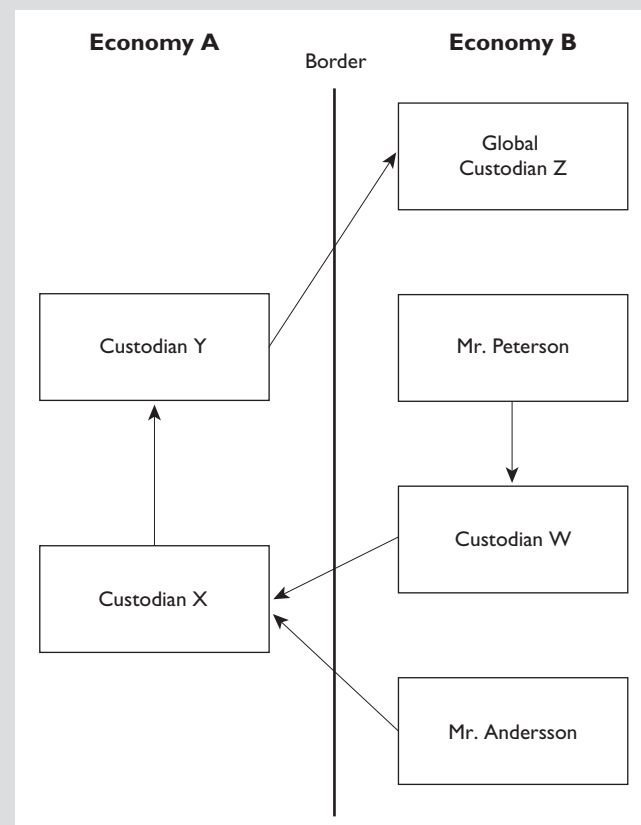 Economy A
Economy B
Border
Global
Custodian Z
Custodian Y
Mr. Peterson
Custodian W
Custodian X
Mr. Andersson